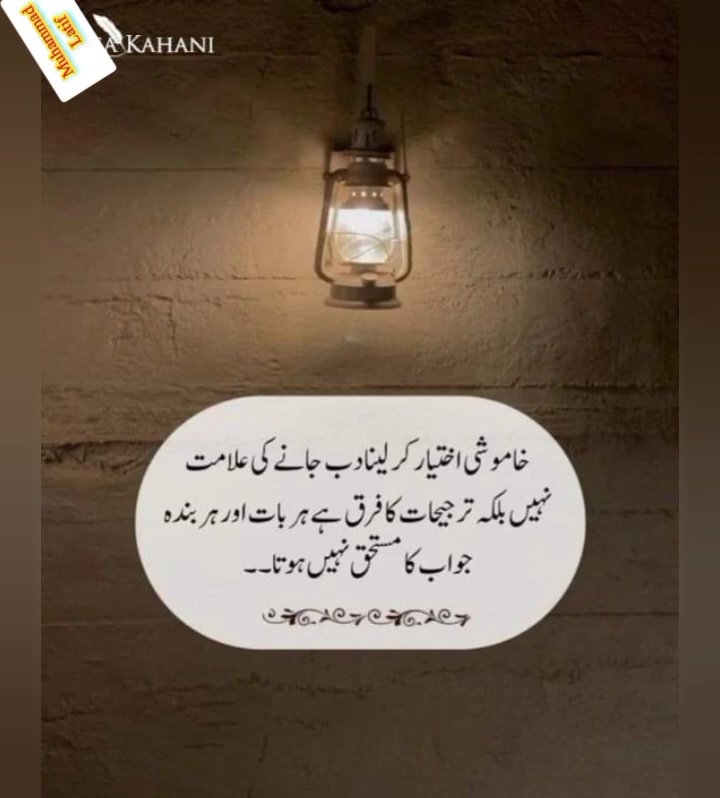 Muhammad
Latif
KAHANI
خاموشی اختیار کر لینا دب جانے کی علامت
نہیں بلکہ ترجیحات کا فرق ہے ہر بات اور ہر بندہ
جواب کا مستحق نہیں ہوتا۔۔